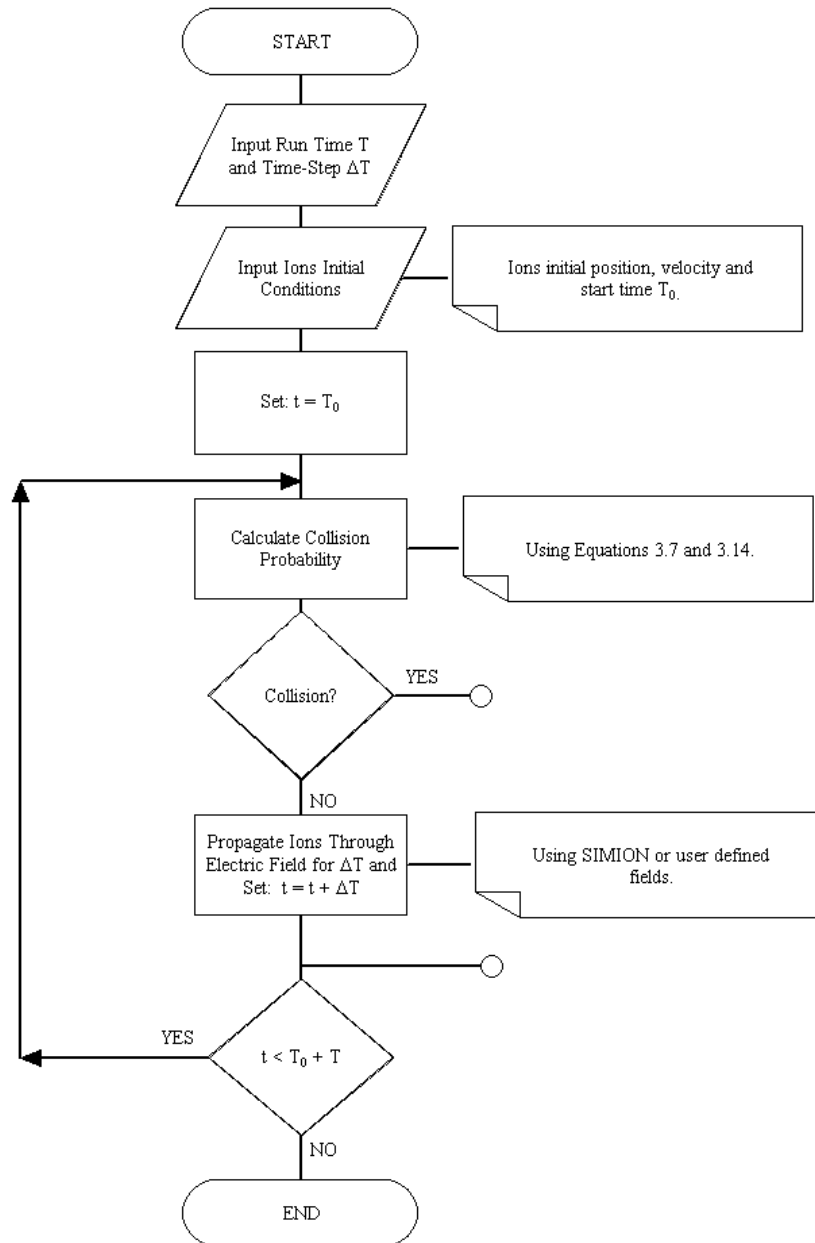 START
Input Run Time T
and Time-Step ΔT
Input Ions Initial
Conditions
Ions initial position, velocity and
start time T₀.
Set: t = T₀
Calculate Collision
Probability
Using Equations 3.7 and 3.14.
Collision?
YES
NO
Propagate Ions Through
Electric Field for ΔT and
Set: t = t + ΔT
Using SIMION or user defined
fields.
YES
t < T₀ + T
NO
END